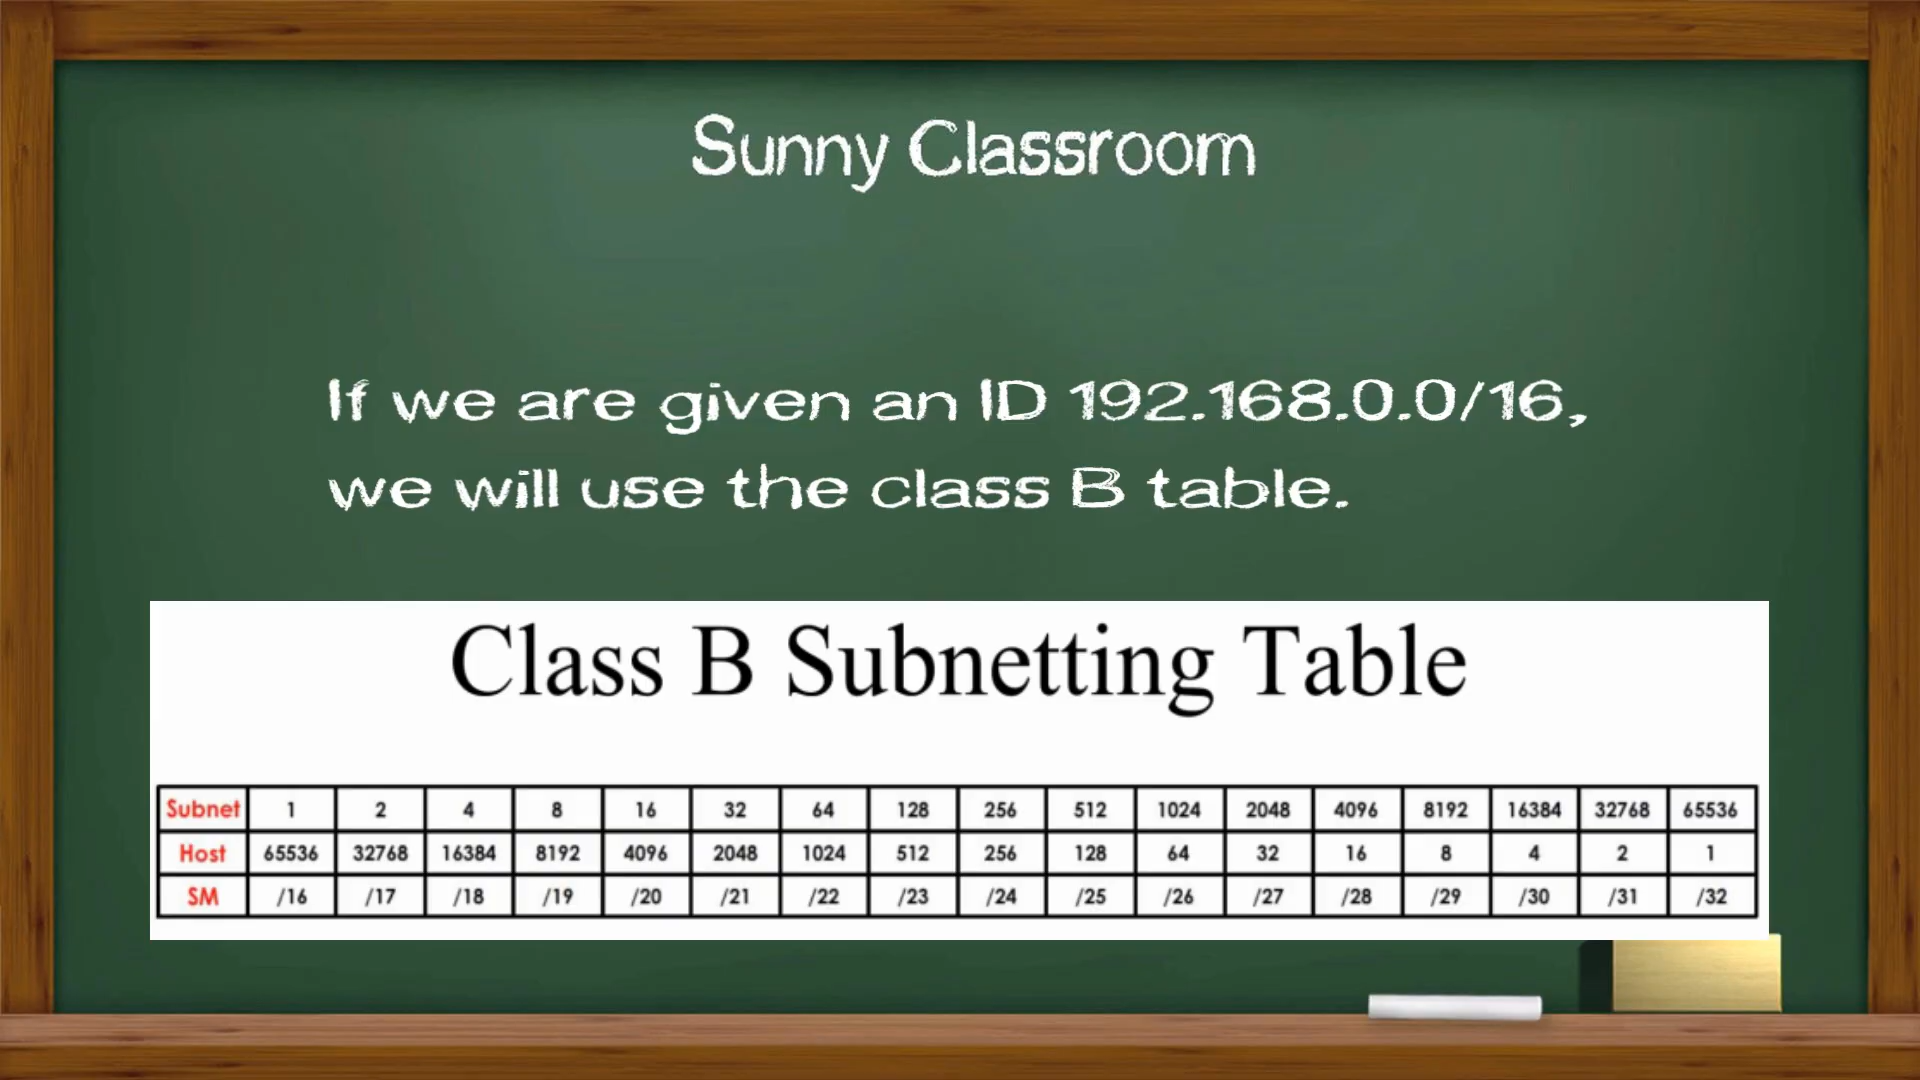 Sunny Classroom
If we are given an ID 192.168.0.0/16,
we will use the class B table.
Class B Subnetting Table
Subnet 1 2 4 8 16 32 64 128 256 512 1024 2048 4096 8192 16384 32768 65536
Host 65536 32768 16384 8192 4096 2048 1024 512 256 128 64 32 16 8 4 2 1
SM /16 /17 /18 /19 /20 /21 /22 /23 /24 /25 /26 /27 /28 /29 /30 /31 /32